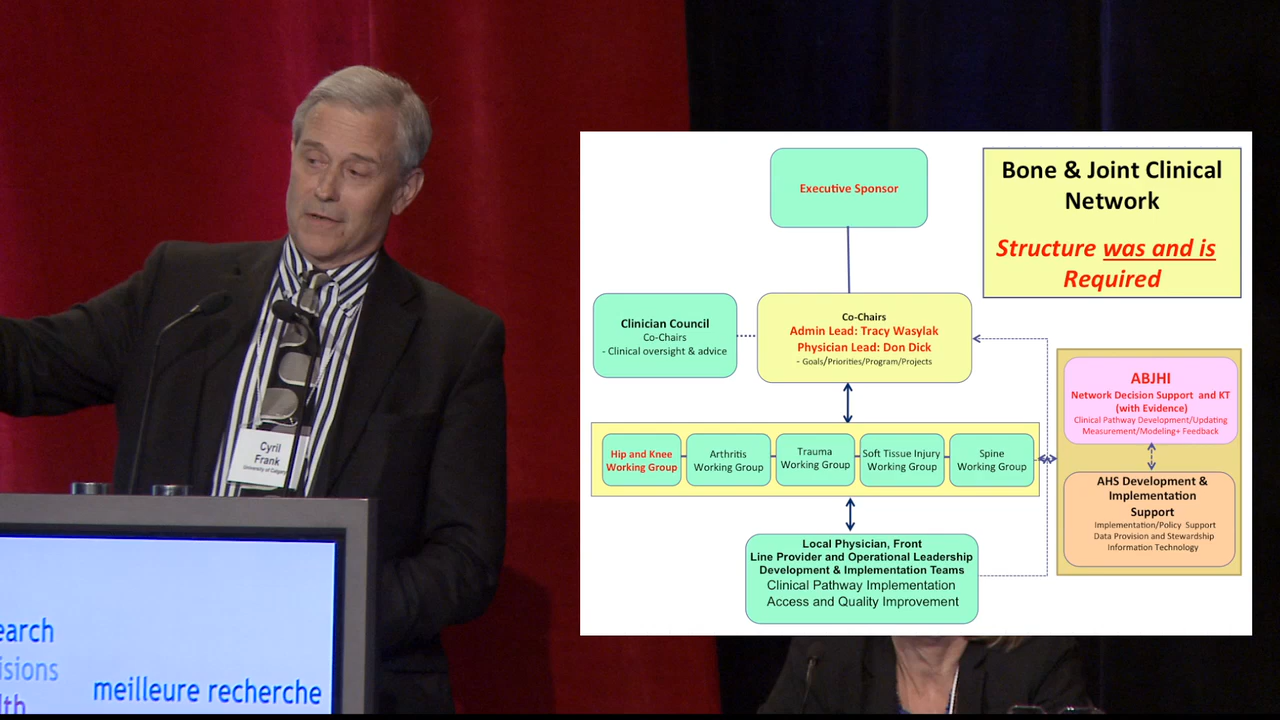 Cyril
Frank
University of Calgary
earch
isions
lth
meilleure recherche
Executive Sponsor
Bone & Joint Clinical
Network
Structure was and is
Required
Clinician Council
Co-Chairs
- Clinical oversight & advice
Co-Chairs
Admin Lead: Tracy Wasylak
Physician Lead: Don Dick
- Goals/Priorities/Program/Projects
ABJHI
Network Decision Support and KT
(with Evidence)
Clinical Pathway Development/Updating
Measurement/Modeling+ Feedback
Hip and Knee
Working Group
Arthritis
Working Group
Trauma
Working Group
Soft Tissue Injury
Working Group
Spine
Working Group
AHS Development &
Implementation
Support
Implementation/Policy Support
Data Provision and Stewardship
Information Technology
Local Physician, Front
Line Provider and Operational Leadership
Development & Implementation Teams
Clinical Pathway Implementation
Access and Quality Improvement